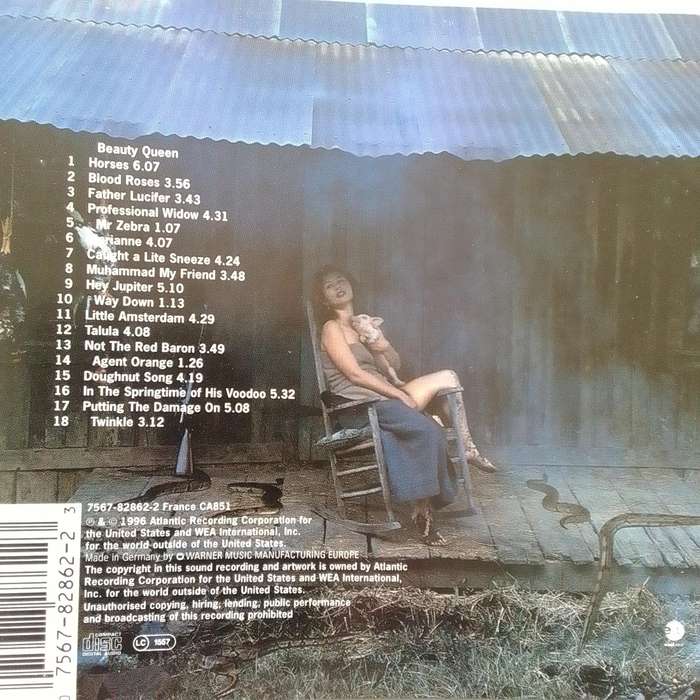 Beauty Queen
1 Horses 6.07
2 Blood Roses 3.56
3 Father Lucifer 3.43
4 Professional Widow 4.31
5 Mr Zebra 1.07
6 Marianne 4.07
7 Caught a Lite Sneeze 4.24
8 Muhammad My Friend 3.48
9 Hey Jupiter 5.10
10 Way Down 1.13
11 Little Amsterdam 4.29
12 Talula 4.08
13 Not The Red Baron 3.49
14 Agent Orange 1.26
15 Doughnut Song 4.19
16 In The Springtime of His Voodoo 5.32
17 Putting The Damage On 5.08
18 Twinkle 3.12
7567-82862-2 France CA851
℗ & © 1996 Atlantic Recording Corporation for
the United States and WEA International, Inc.
for the world outside of the United States.
Made in Germany by WARNER MUSIC MANUFACTURING EUROPE
The copyright in this sound recording and artwork is owned by Atlantic
Recording Corporation for the United States and WEA International,
Inc. for the world outside of the United States.
Unauthorised copying, hiring, lending, public performance
and broadcasting of this recording prohibited
COMPACT
disc
DIGITAL AUDIO
LC 1567
7567-82862-2 3